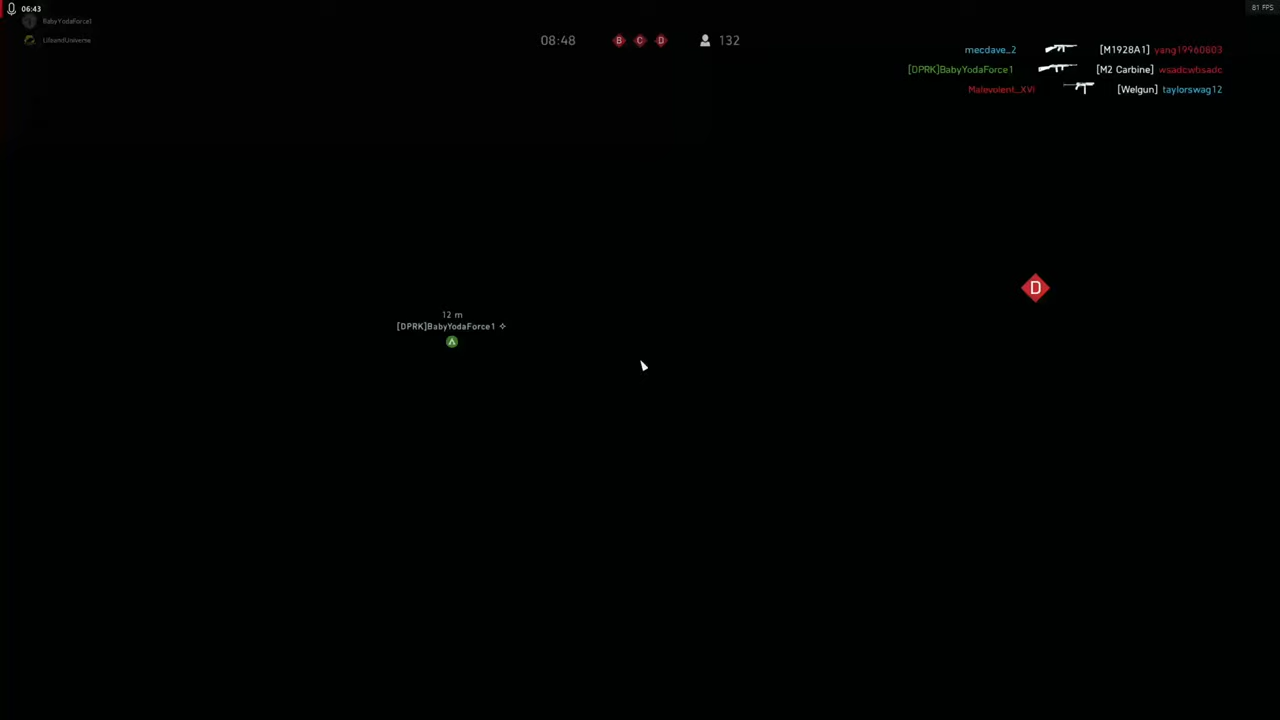 06:43
81 FPS
BabyYodaForce1
08:48 B C D 132
mecdave_2 [M1928A1] yang19960803
[DPRK]BabyYodaForce1 [M2 Carbine] wsadcwbsadc
Malevolent_XVI [Welgun] taylorswag12
D
12 m
[DPRK]BabyYodaForce1